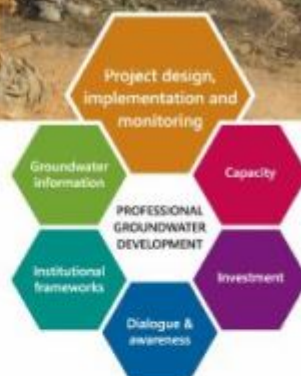 Project design,
implementation and
monitoring
Groundwater
information
Capacity
PROFESSIONAL
GROUNDWATER
DEVELOPMENT
Institutional
frameworks
Investment
Dialogue &
awareness